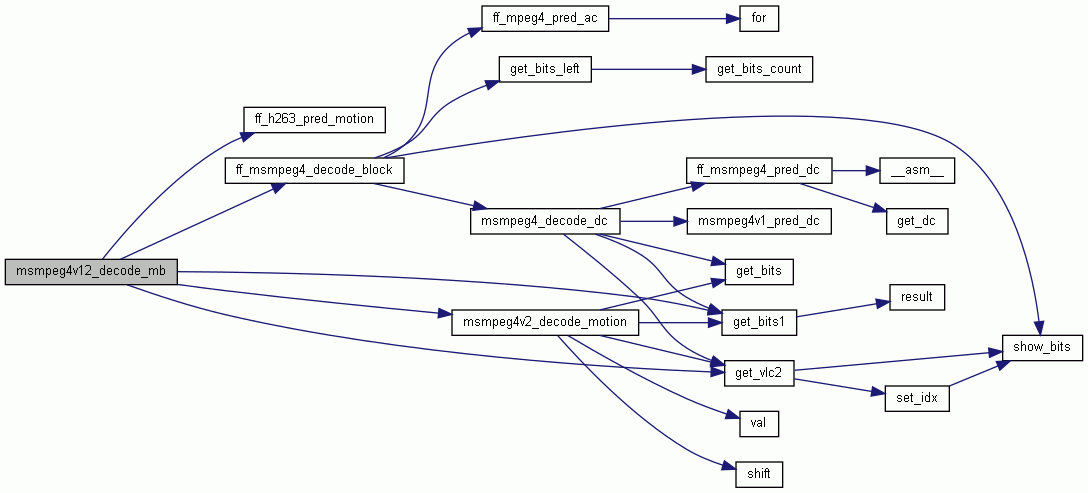 ff_mpeg4_pred_ac
for
get_bits_left
get_bits_count
ff_h263_pred_motion
ff_msmpeg4_decode_block
ff_msmpeg4_pred_dc
__asm__
msmpeg4_decode_dc
msmpeg4v1_pred_dc
get_dc
msmpeg4v12_decode_mb
get_bits
result
msmpeg4v2_decode_motion
get_bits1
show_bits
get_vlc2
set_idx
val
shift